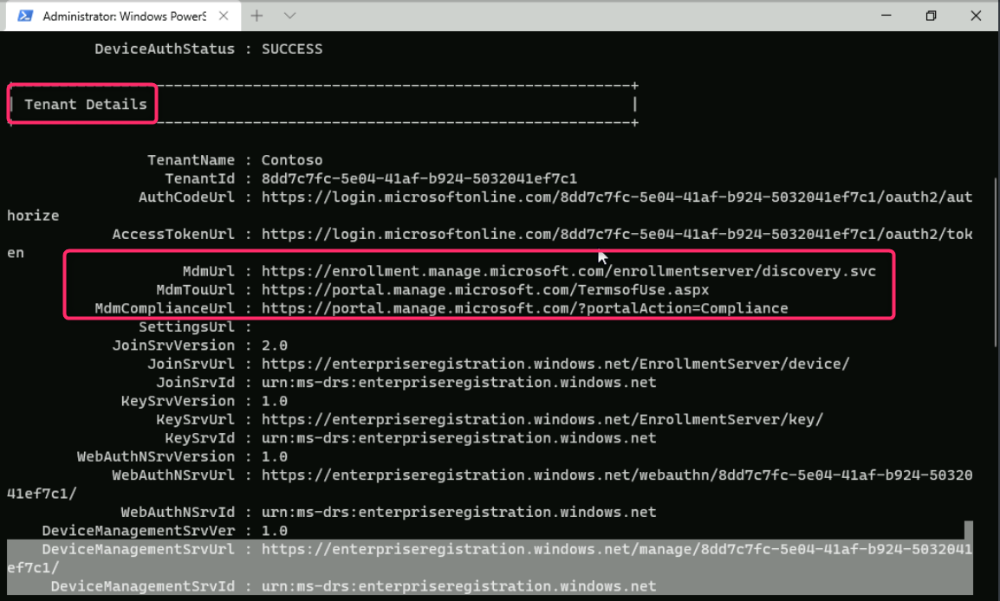 Administrator: Windows PowerS
DeviceAuthStatus : SUCCESS
+----------------------------------------------------------------------+
| Tenant Details |
+----------------------------------------------------------------------+
TenantName : Contoso
TenantId : 8dd7c7fc-5e04-41af-b924-5032041ef7c1
AuthCodeUrl : https://login.microsoftonline.com/8dd7c7fc-5e04-41af-b924-5032041ef7c1/oauth2/aut
horize
AccessTokenUrl : https://login.microsoftonline.com/8dd7c7fc-5e04-41af-b924-5032041ef7c1/oauth2/tok
en
MdmUrl : https://enrollment.manage.microsoft.com/enrollmentserver/discovery.svc
MdmTouUrl : https://portal.manage.microsoft.com/TermsofUse.aspx
MdmComplianceUrl : https://portal.manage.microsoft.com/?portalAction=Compliance
SettingsUrl :
JoinSrvVersion : 2.0
JoinSrvUrl : https://enterpriseregistration.windows.net/EnrollmentServer/device/
JoinSrvId : urn:ms-drs:enterpriseregistration.windows.net
KeySrvVersion : 1.0
KeySrvUrl : https://enterpriseregistration.windows.net/EnrollmentServer/key/
KeySrvId : urn:ms-drs:enterpriseregistration.windows.net
WebAuthNSrvVersion : 1.0
WebAuthNSrvUrl : https://enterpriseregistration.windows.net/webauthn/8dd7c7fc-5e04-41af-b924-50320
41ef7c1/
WebAuthNSrvId : urn:ms-drs:enterpriseregistration.windows.net
DeviceManagementSrvVer : 1.0
DeviceManagementSrvUrl : https://enterpriseregistration.windows.net/manage/8dd7c7fc-5e04-41af-b924-5032041
ef7c1/
DeviceManagementSrvId : urn:ms-drs:enterpriseregistration.windows.net